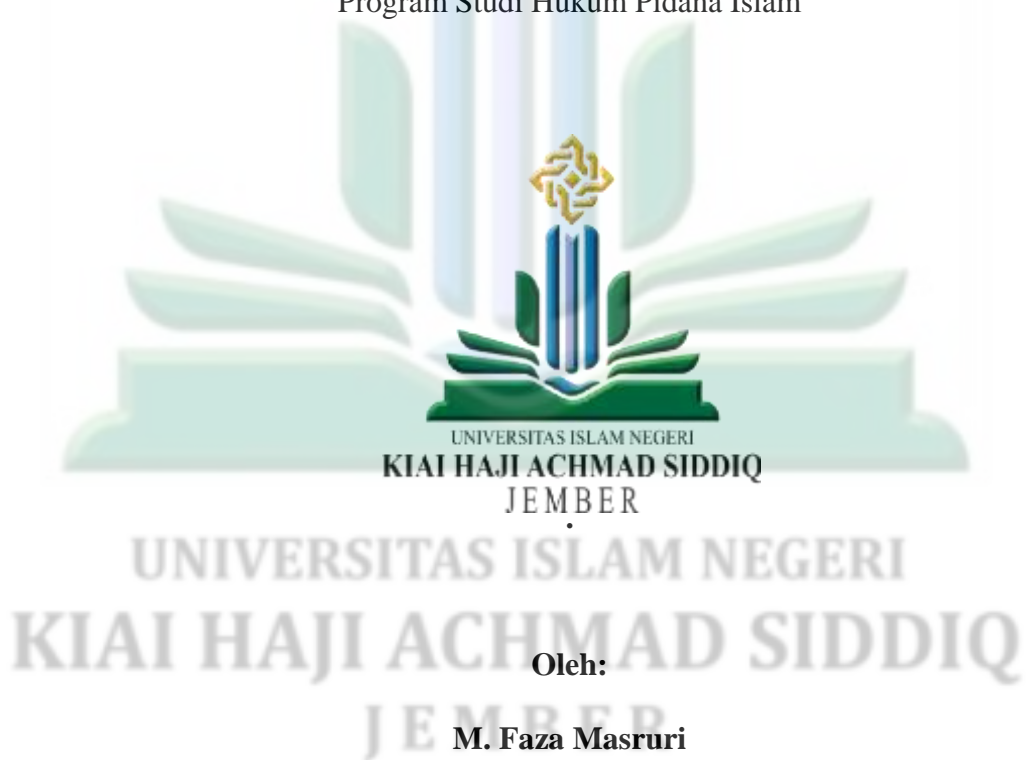 Program Studi Hukum Pidana Islam
UNIVERSITAS ISLAM NEGERI
KIAI HAJI ACHMAD SIDDIQ
JEMBER
.
UNIVERSITAS ISLAM NEGERI
KIAI HAJI ACHMAD SIDDIQ
Oleh:
JEMBER
M. Faza Masruri